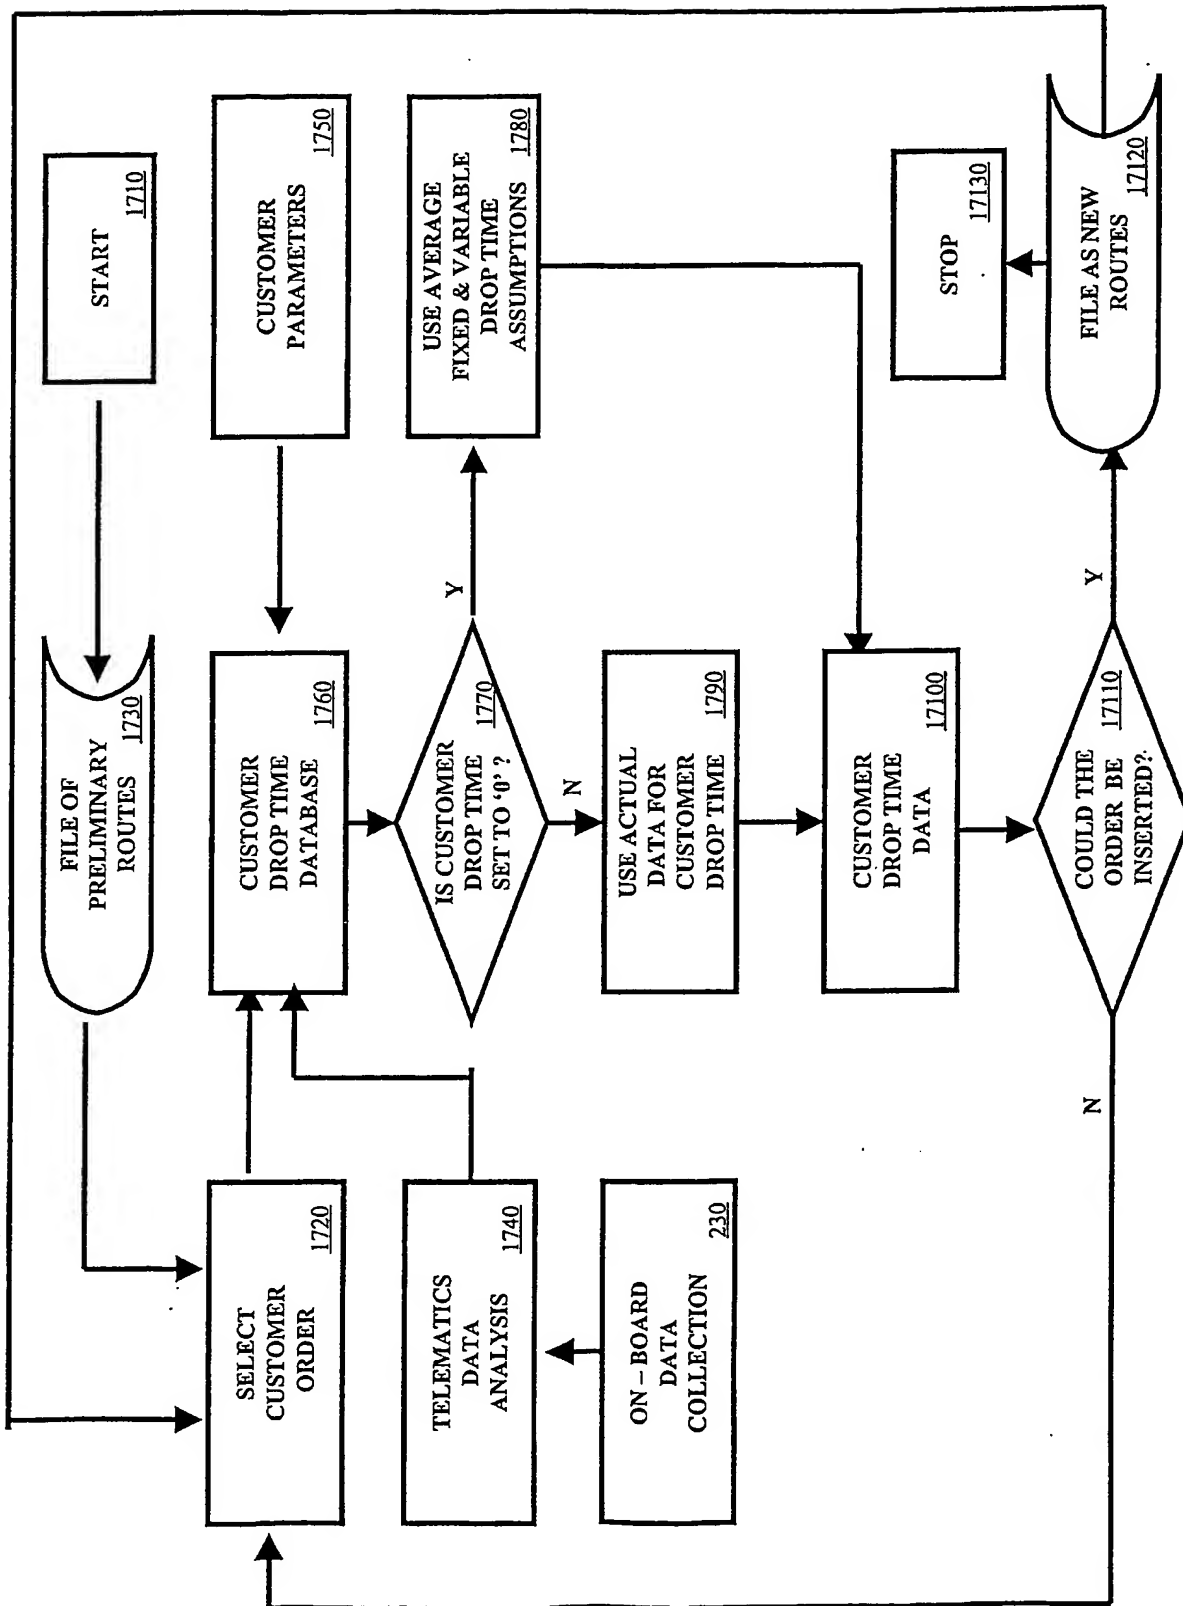 START
1710
FILE OF
PRELIMINARY
ROUTES
1730
SELECT
CUSTOMER
ORDER
1720
CUSTOMER
DROP TIME
DATABASE
1760
CUSTOMER
PARAMETERS
1750
TELEMATICS
DATA
ANALYSIS
1740
IS CUSTOMER
DROP TIME
SET TO '0' ?
1770
Y
USE AVERAGE
FIXED & VARIABLE
DROP TIME
ASSUMPTIONS
1780
N
ON – BOARD
DATA
COLLECTION
230
USE ACTUAL
DATA FOR
CUSTOMER
DROP TIME
1790
CUSTOMER
DROP TIME
DATA
17100
STOP
17130
N
COULD THE
ORDER BE
INSERTED?
17110
Y
FILE AS NEW
ROUTES
17120